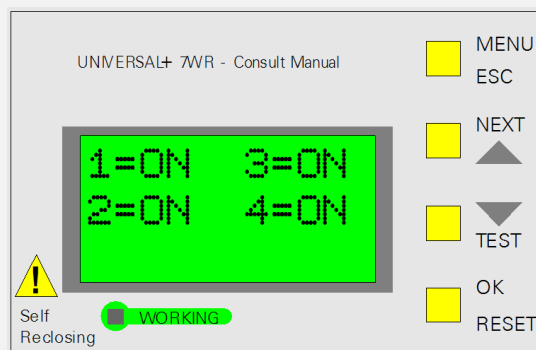 UNIVERSAL+ 7WR - Consult Manual
MENU
ESC
NEXT
1=ON 3=ON
2=ON 4=ON
TEST
OK
RESET
!
Self
Reclosing
WORKING